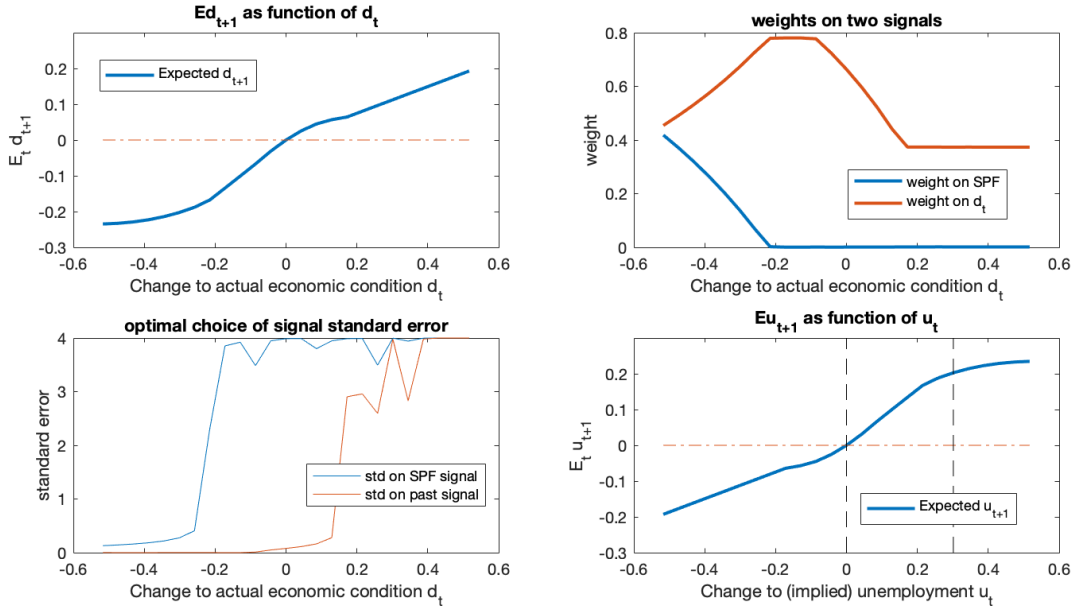 Ed_{t+1} as function of d_t
E_t d_{t+1}
0.2
0.1
0
-0.1
-0.2
-0.3
Expected d_{t+1}
-0.6 -0.4 -0.2 0 0.2 0.4 0.6
Change to actual economic condition d_t
weights on two signals
weight
0.8
0.6
0.4
0.2
0
weight on SPF
weight on d_t
-0.6 -0.4 -0.2 0 0.2 0.4 0.6
Change to actual economic condition d_t
optimal choice of signal standard error
standard error
4
3
2
1
0
std on SPF signal
std on past signal
-0.6 -0.4 -0.2 0 0.2 0.4 0.6
Change to actual economic condition d_t
Eu_{t+1} as function of u_t
E_t u_{t+1}
0.2
0.1
0
-0.1
-0.2
-0.3
Expected u_{t+1}
-0.6 -0.4 -0.2 0 0.2 0.4 0.6
Change to (implied) unemployment u_t